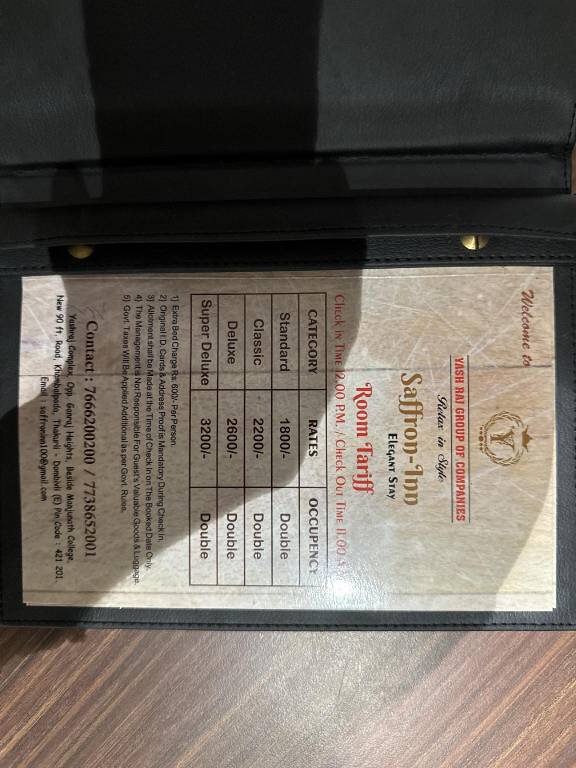 Welcome to
YASH RAJ GROUP OF COMPANIES
Relax in Style
Saffron-Inn
ELEGANT STAY
Room Tariff
CHECK IN TIME 12.00 P.M. / CHECK OUT TIME 11.00 A.M.
CATEGORY RATES OCCUPENCY
Standard 1800/- Double
Classic 2200/- Double
Deluxe 2600/- Double
Super Deluxe 3200/- Double
1) Extra Bed Charge Rs. 600/- Per Person.
2) Original I.D. Cards & Address Proof is Mandatory During Check In.
3) Allotment shall be Made at the Time of Check In on The Booked Date Only.
4) The Management is Not Responsible For Guest's Valuable Goods & Luggage.
5) Govt. Taxes Will Be Applied Additional as per Govt. Rules.
Contact : 7666200200 / 7738652001
Yashraj Complex, Opp. Ganraj Heights, Beside Manjunath College,
New 90 ft. Road, Khambalpada, Thakurli - Dombivli (E) Pin Code : 421 201.
Email : saffroninn100@gmail.com